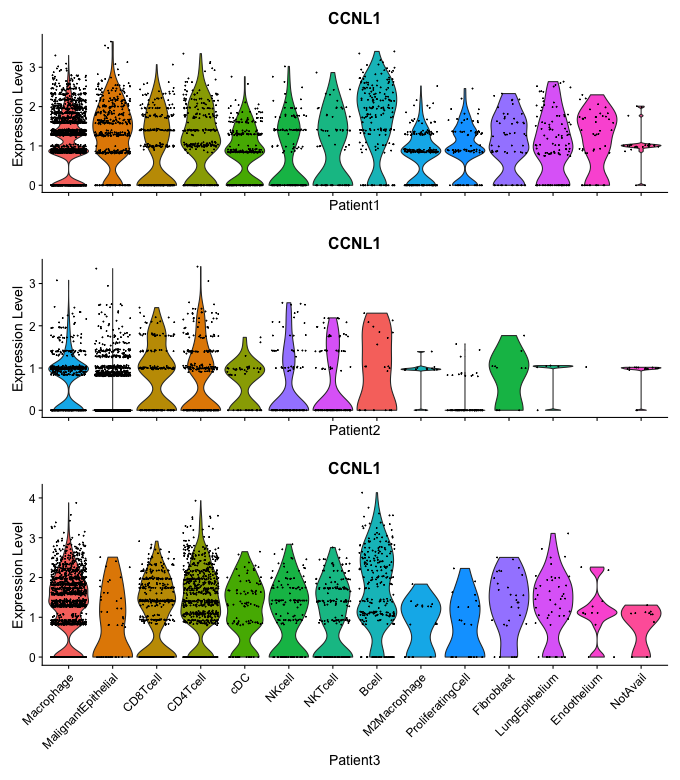 CCNL1
Expression Level
3
2
1
0
Patient1
CCNL1
Expression Level
3
2
1
0
Patient2
CCNL1
Expression Level
4
3
2
1
0
Macrophage
MalignantEpithelial
CD8Tcell
CD4Tcell
cDC
NKcell
NKTcell
Bcell
M2Macrophage
ProliferatingCell
Fibroblast
LungEpithelium
Endothelium
NotAvail
Patient3